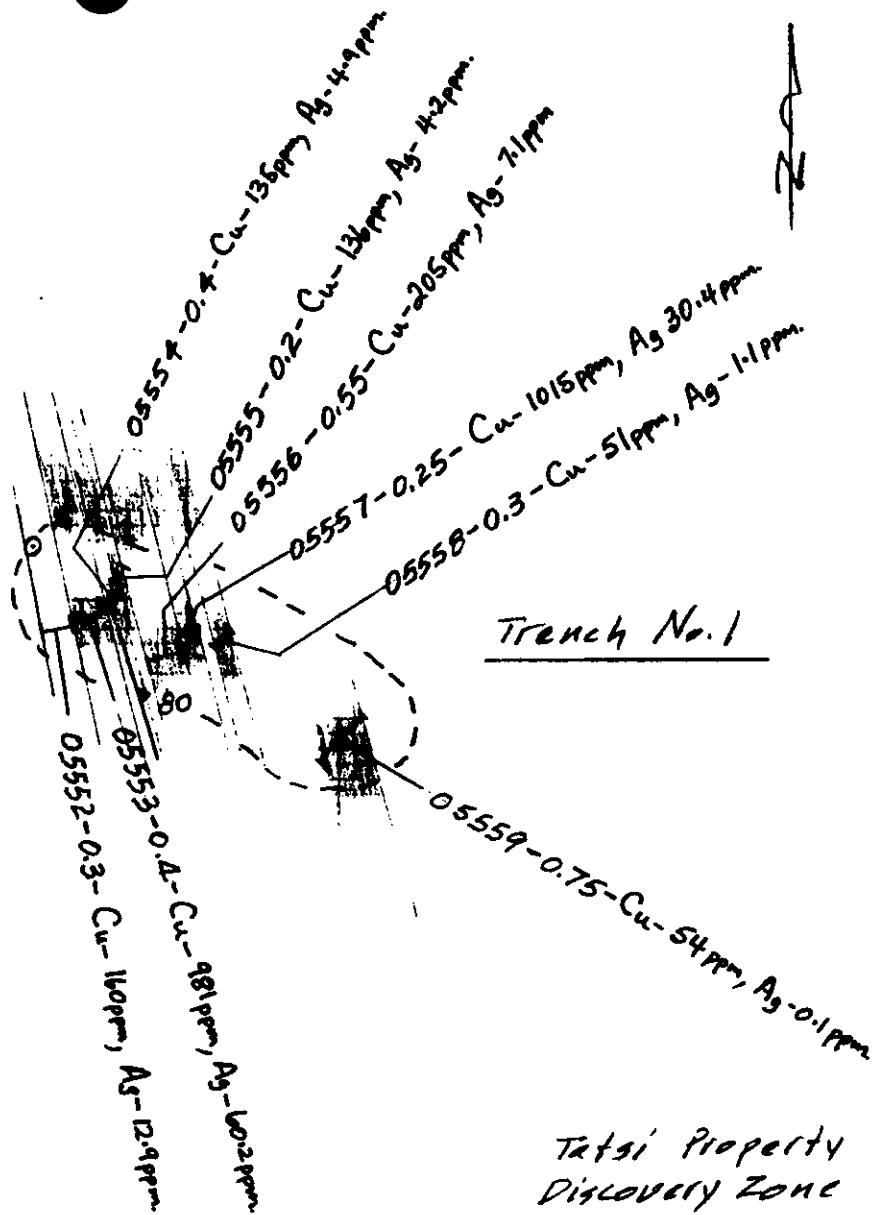 05554-0.4-Cu-136ppm, Ag-4.9ppm.
05555-0.2-Cu-136ppm, Ag-4.2ppm.
05556-0.55-Cu-205ppm, Ag-7.1ppm
05557-0.25-Cu-1015ppm, Ag 30.4ppm.
05558-0.3-Cu-51ppm, Ag-1.1ppm.
Trench No.1
80
05552-0.3-Cu-160ppm, Ag-12.9ppm.
05553-0.4-Cu-981ppm, Ag-60.2ppm.
05559-0.75-Cu-54ppm, Ag-0.1ppm.
N
Tatsi Property
Discovery Zone